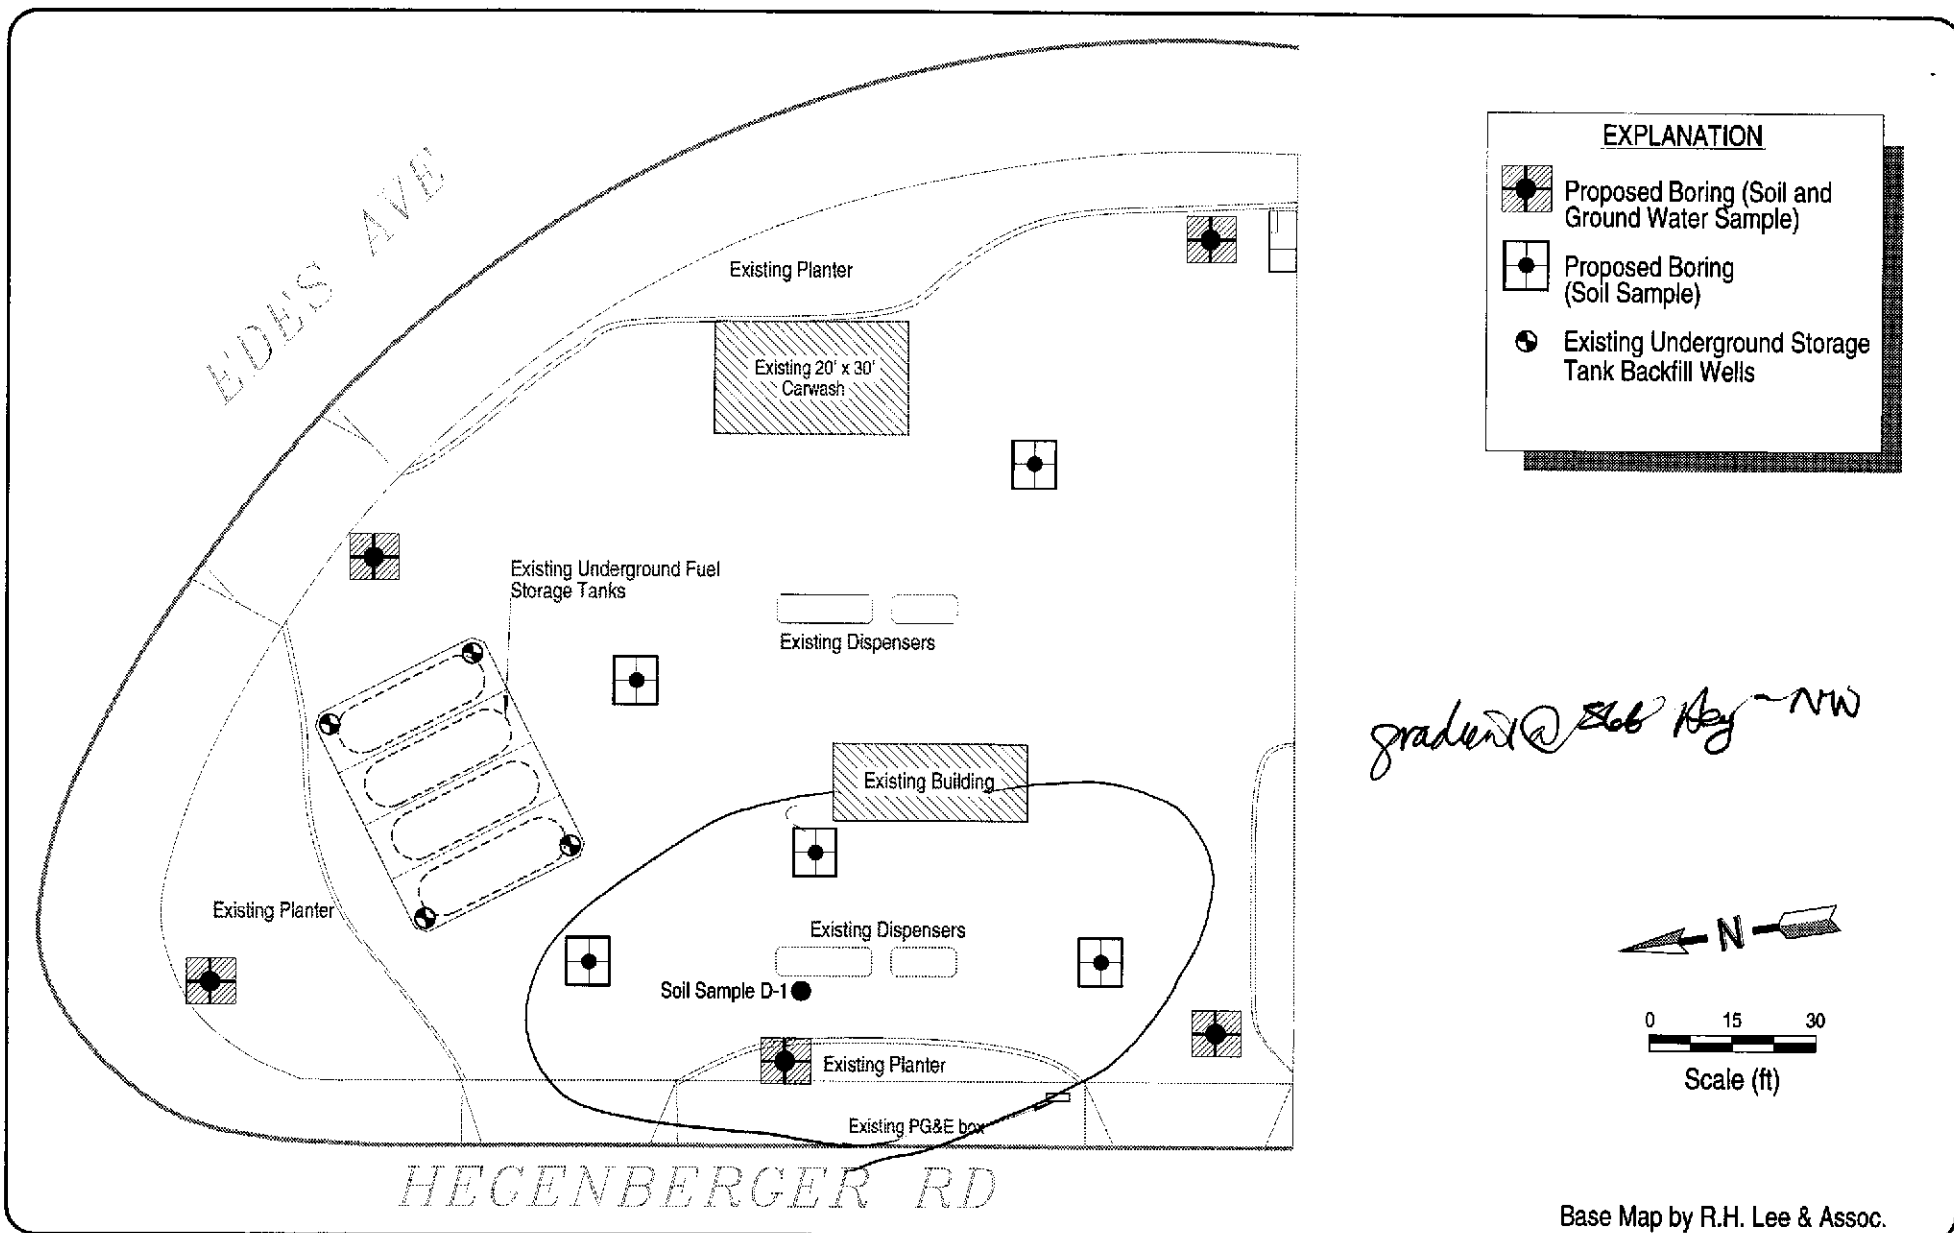 EDES AVE
Existing Planter
Existing 20' x 30'
Carwash
Existing Underground Fuel
Storage Tanks
Existing Dispensers
Existing Building
Existing Planter
Existing Dispensers
Soil Sample D-1
Existing Planter
Existing PG&E box
HEGENBERGER RD
EXPLANATION
Proposed Boring (Soil and
Ground Water Sample)
Proposed Boring
(Soil Sample)
Existing Underground Storage
Tank Backfill Wells
gradient @ NW
N
0 15 30
Scale (ft)
Base Map by R.H. Lee & Assoc.